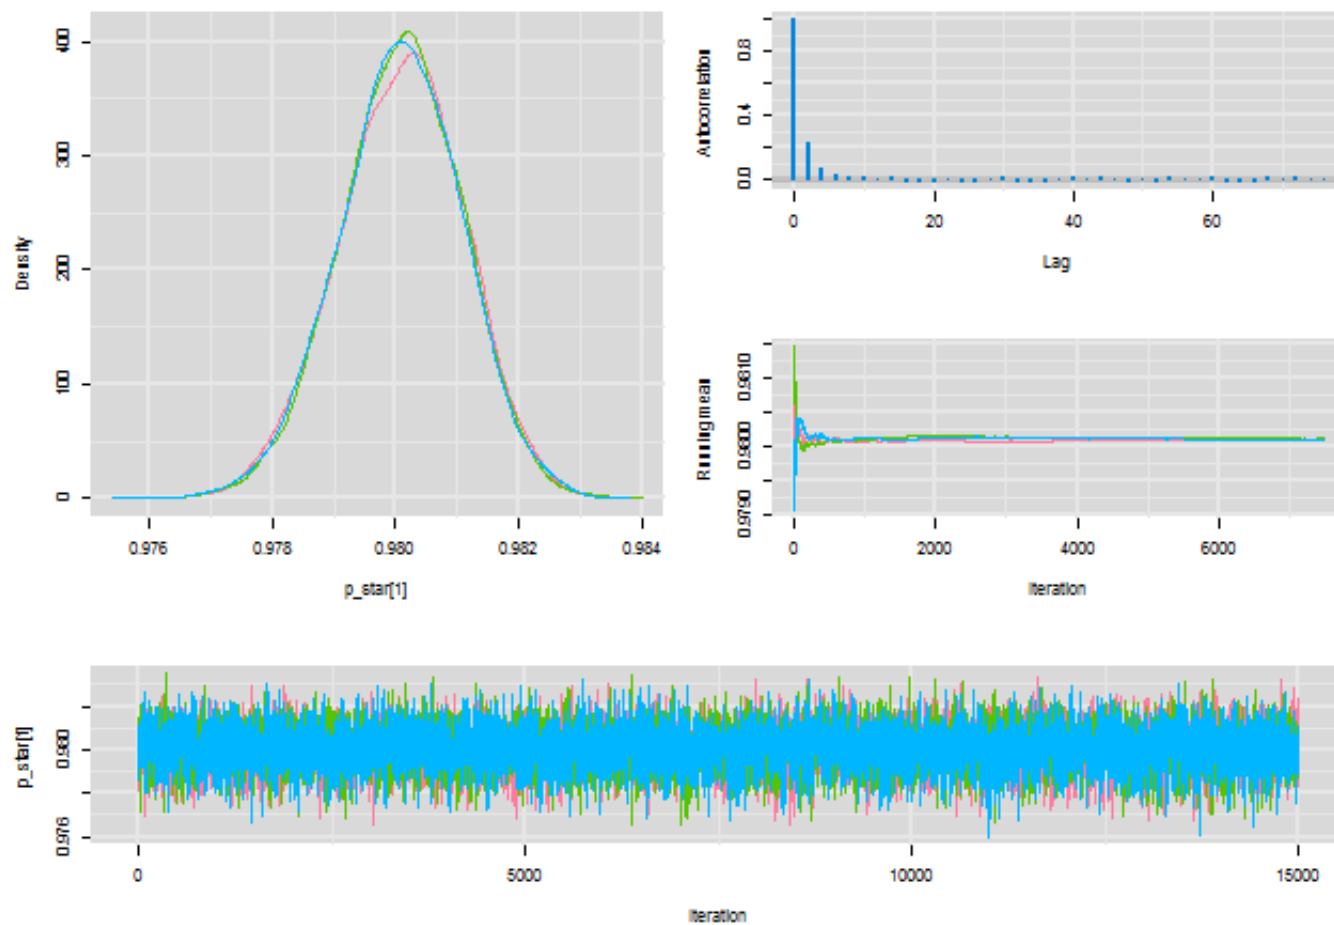 Density
0 100 200 300 400
0.976 0.978 0.980 0.982 0.984
p_star[1]
Autocorrelation
0.0 0.4 0.8
0 20 40 60
Lag
Running mean
0.9790 0.9800 0.9810
0 2000 4000 6000
Iteration
p_star[1]
0.976 0.980
0 5000 10000 15000
Iteration